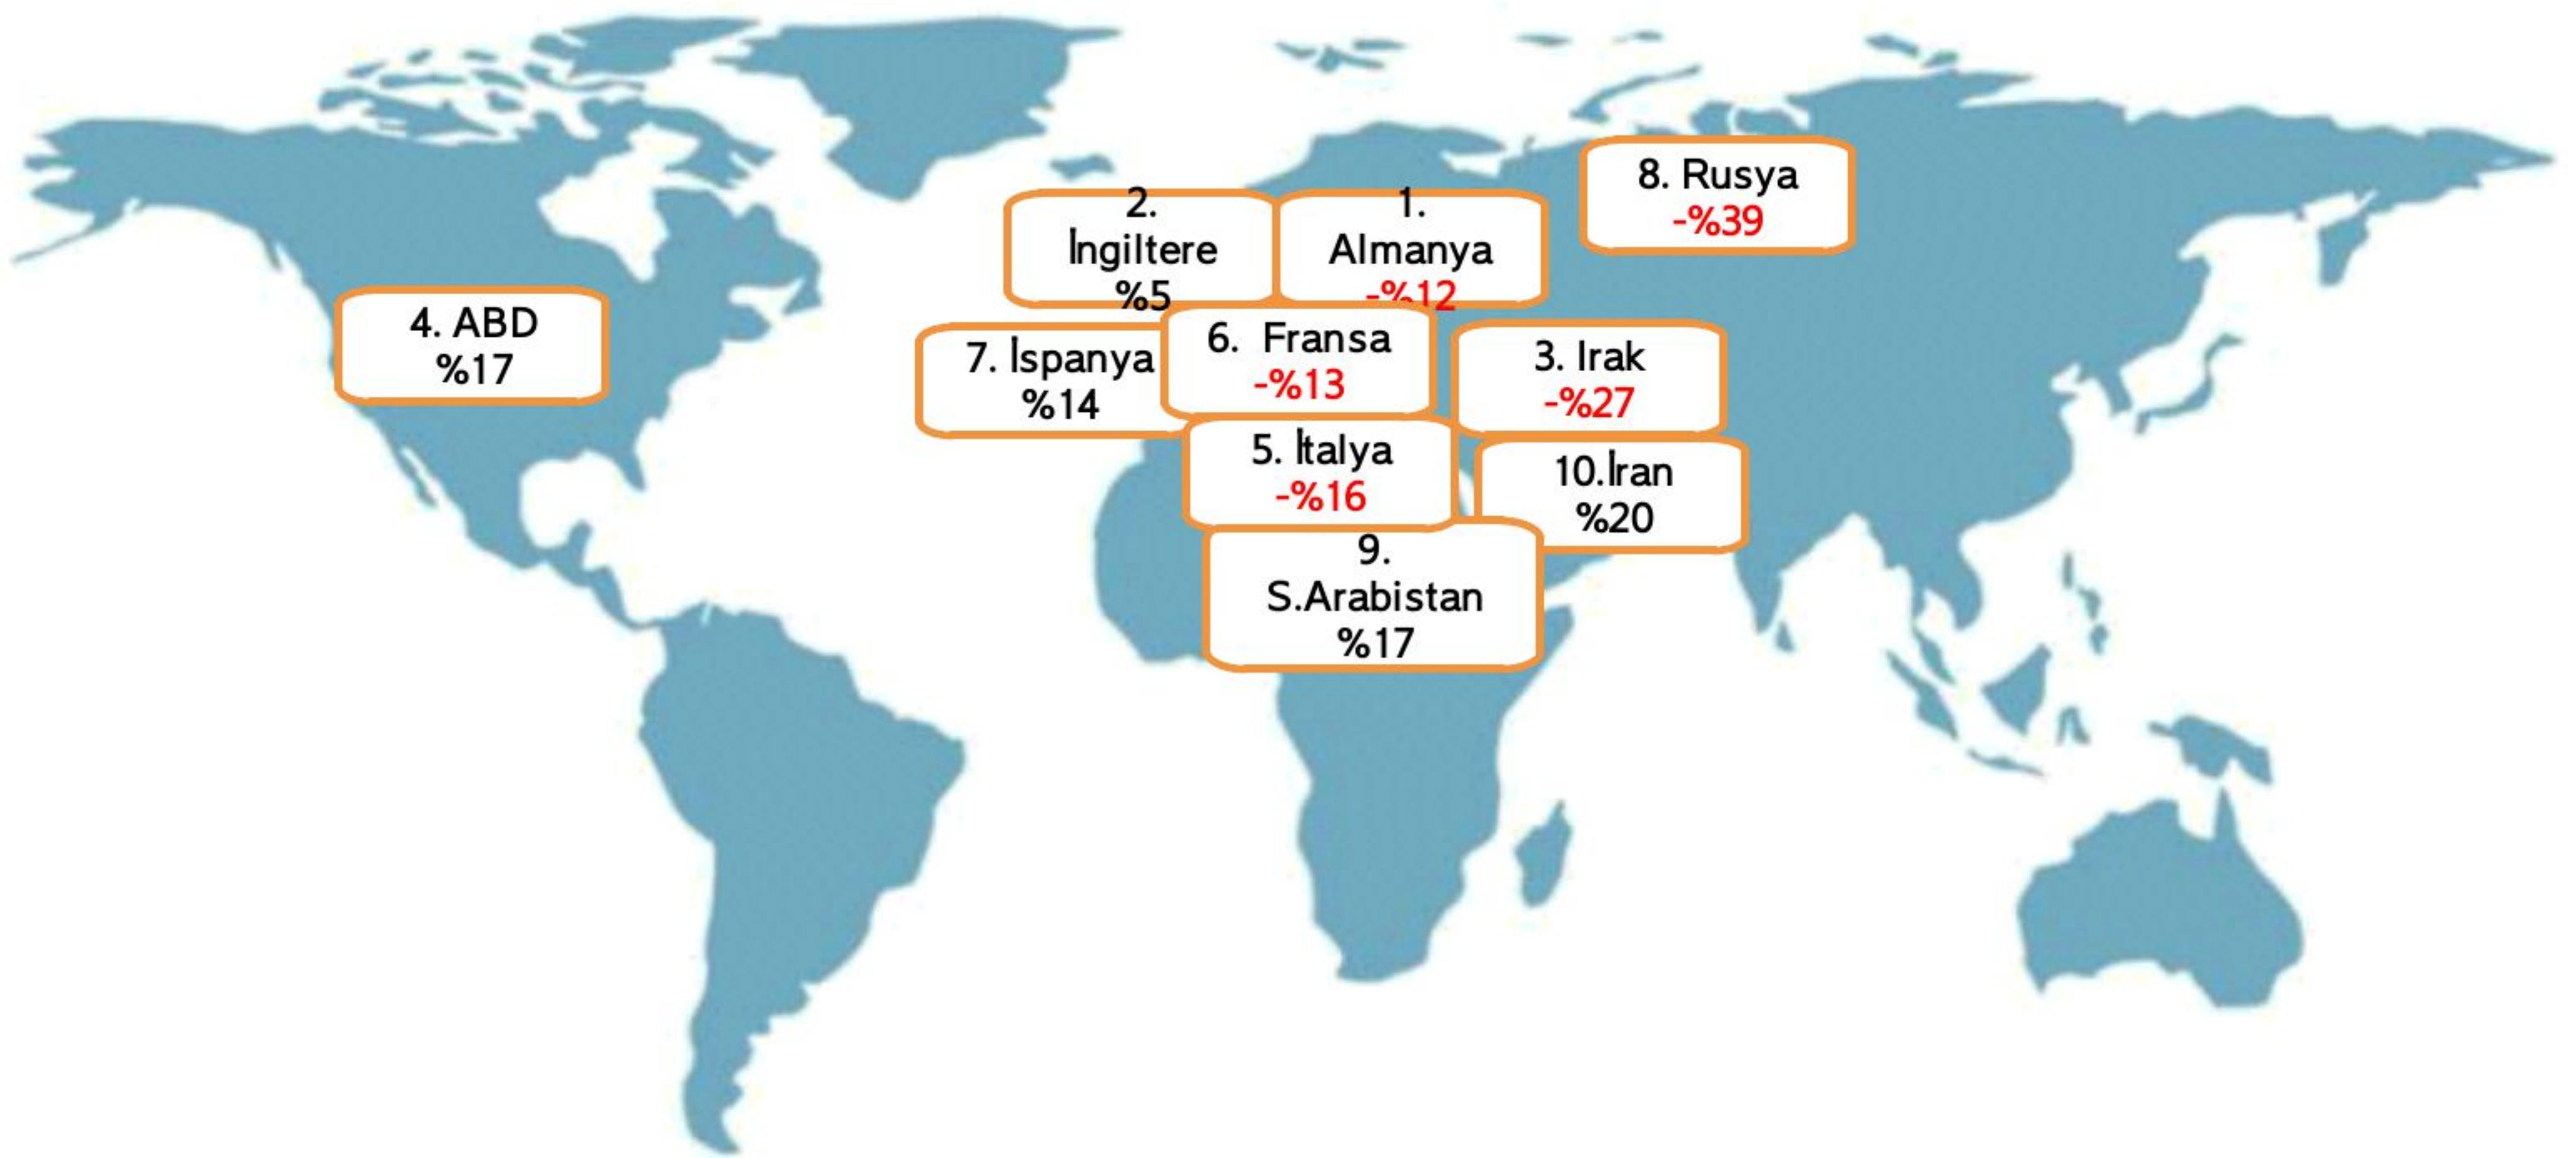 8. Rusya
-%39
2.
İngiltere
%5
1.
Almanya
-%12
4. ABD
%17
7. İspanya
%14
6. Fransa
-%13
3. Irak
-%27
5. İtalya
-%16
10.İran
%20
9.
S.Arabistan
%17